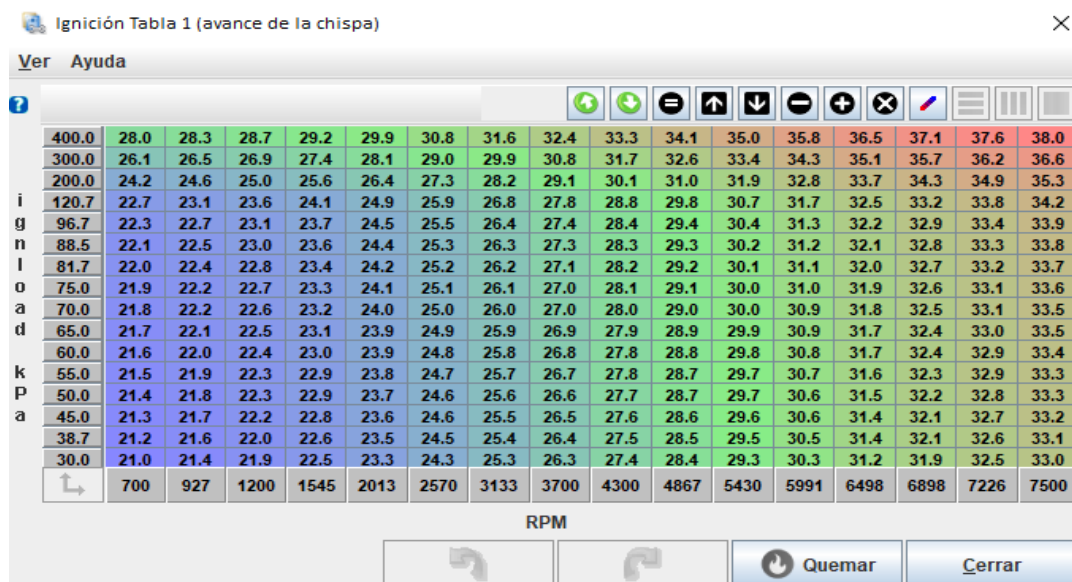 Ignición Tabla 1 (avance de la chispa)
Ver Ayuda
400.0 28.0 28.3 28.7 29.2 29.9 30.8 31.6 32.4 33.3 34.1 35.0 35.8 36.5 37.1 37.6 38.0
300.0 26.1 26.5 26.9 27.4 28.1 29.0 29.9 30.8 31.7 32.6 33.4 34.3 35.1 35.7 36.2 36.6
200.0 24.2 24.6 25.0 25.6 26.4 27.3 28.2 29.1 30.1 31.0 31.9 32.8 33.7 34.3 34.9 35.3
120.7 22.7 23.1 23.6 24.1 24.9 25.9 26.8 27.8 28.8 29.8 30.7 31.7 32.5 33.2 33.8 34.2
96.7 22.3 22.7 23.1 23.7 24.5 25.5 26.4 27.4 28.4 29.4 30.4 31.3 32.2 32.9 33.4 33.9
88.5 22.1 22.5 23.0 23.6 24.4 25.3 26.3 27.3 28.3 29.3 30.2 31.2 32.1 32.8 33.3 33.8
81.7 22.0 22.4 22.8 23.4 24.2 25.2 26.2 27.1 28.2 29.2 30.1 31.1 32.0 32.7 33.2 33.7
75.0 21.9 22.2 22.7 23.3 24.1 25.1 26.1 27.0 28.1 29.1 30.0 31.0 31.9 32.6 33.1 33.6
70.0 21.8 22.2 22.6 23.2 24.0 25.0 26.0 27.0 28.0 29.0 30.0 30.9 31.8 32.5 33.1 33.5
65.0 21.7 22.1 22.5 23.1 23.9 24.9 25.9 26.9 27.9 28.9 29.9 30.9 31.7 32.4 33.0 33.5
60.0 21.6 22.0 22.4 23.0 23.9 24.8 25.8 26.8 27.8 28.8 29.8 30.8 31.7 32.4 32.9 33.4
55.0 21.5 21.9 22.3 22.9 23.8 24.7 25.7 26.7 27.8 28.7 29.7 30.7 31.6 32.3 32.9 33.3
50.0 21.4 21.8 22.3 22.9 23.7 24.6 25.6 26.6 27.7 28.7 29.7 30.6 31.5 32.2 32.8 33.3
45.0 21.3 21.7 22.2 22.8 23.6 24.6 25.5 26.5 27.6 28.6 29.6 30.6 31.4 32.1 32.7 33.2
38.7 21.2 21.6 22.0 22.6 23.5 24.5 25.4 26.4 27.5 28.5 29.5 30.5 31.4 32.1 32.6 33.1
30.0 21.0 21.4 21.9 22.5 23.3 24.3 25.3 26.3 27.4 28.4 29.3 30.3 31.2 31.9 32.5 33.0
ignload kPa
700 927 1200 1545 2013 2570 3133 3700 4300 4867 5430 5991 6498 6898 7226 7500
RPM
Quemar Cerrar